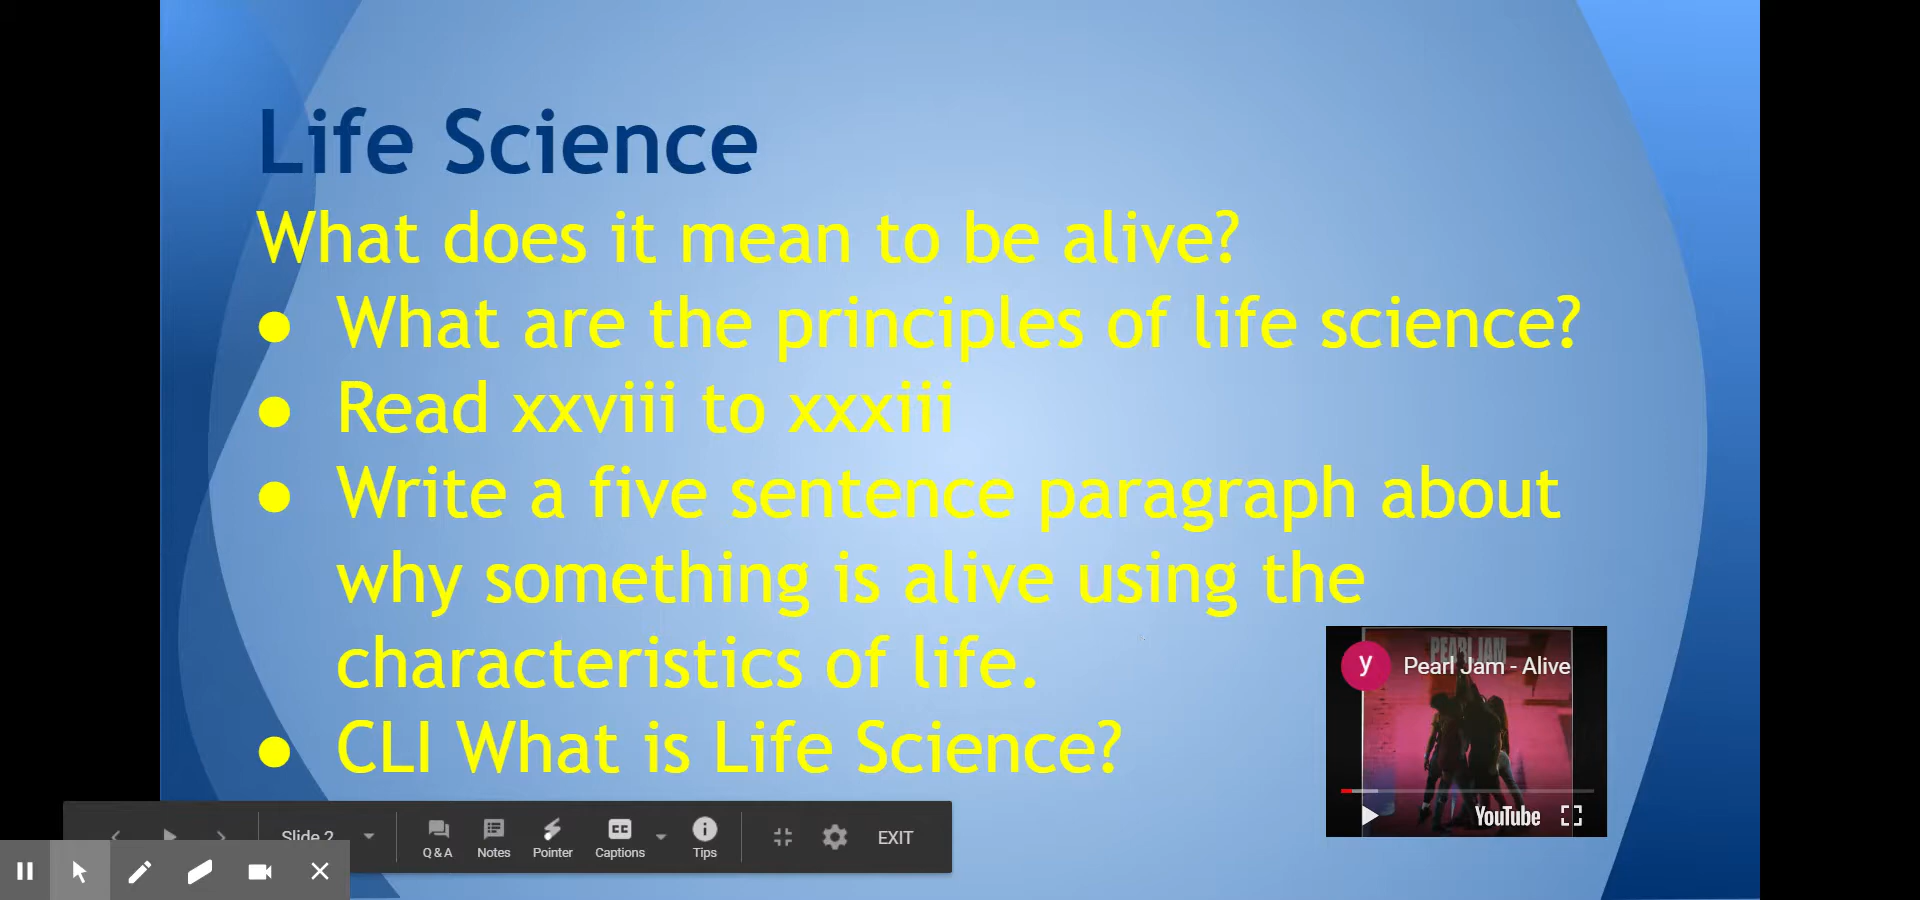 Life Science
What does it mean to be alive?
● What are the principles of life science?
● Read xxviii to xxxiii
● Write a five sentence paragraph about
why something is alive using the
characteristics of life.
● CLI What is Life Science?
PEARL JAM
y Pearl Jam - Alive
YouTube
Slide 2
CC
Q & A Notes Pointer Captions Tips EXIT